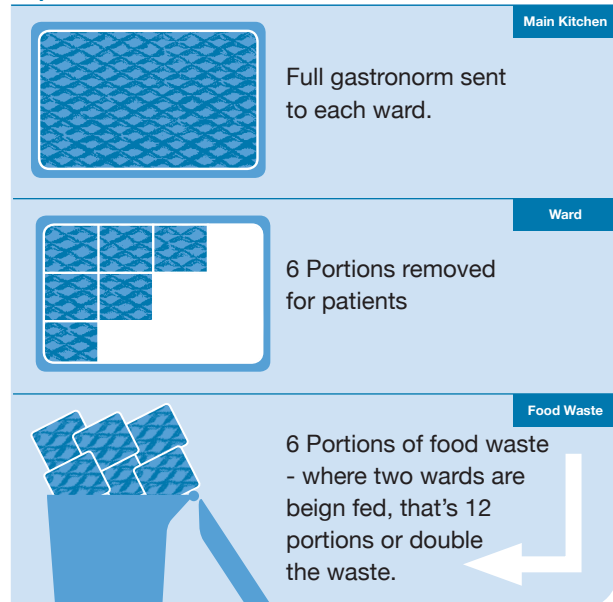 Main Kitchen
Full gastronorm sent
to each ward.
Ward
6 Portions removed
for patients
Food Waste
6 Portions of food waste
- where two wards are
beign fed, that's 12
portions or double
the waste.